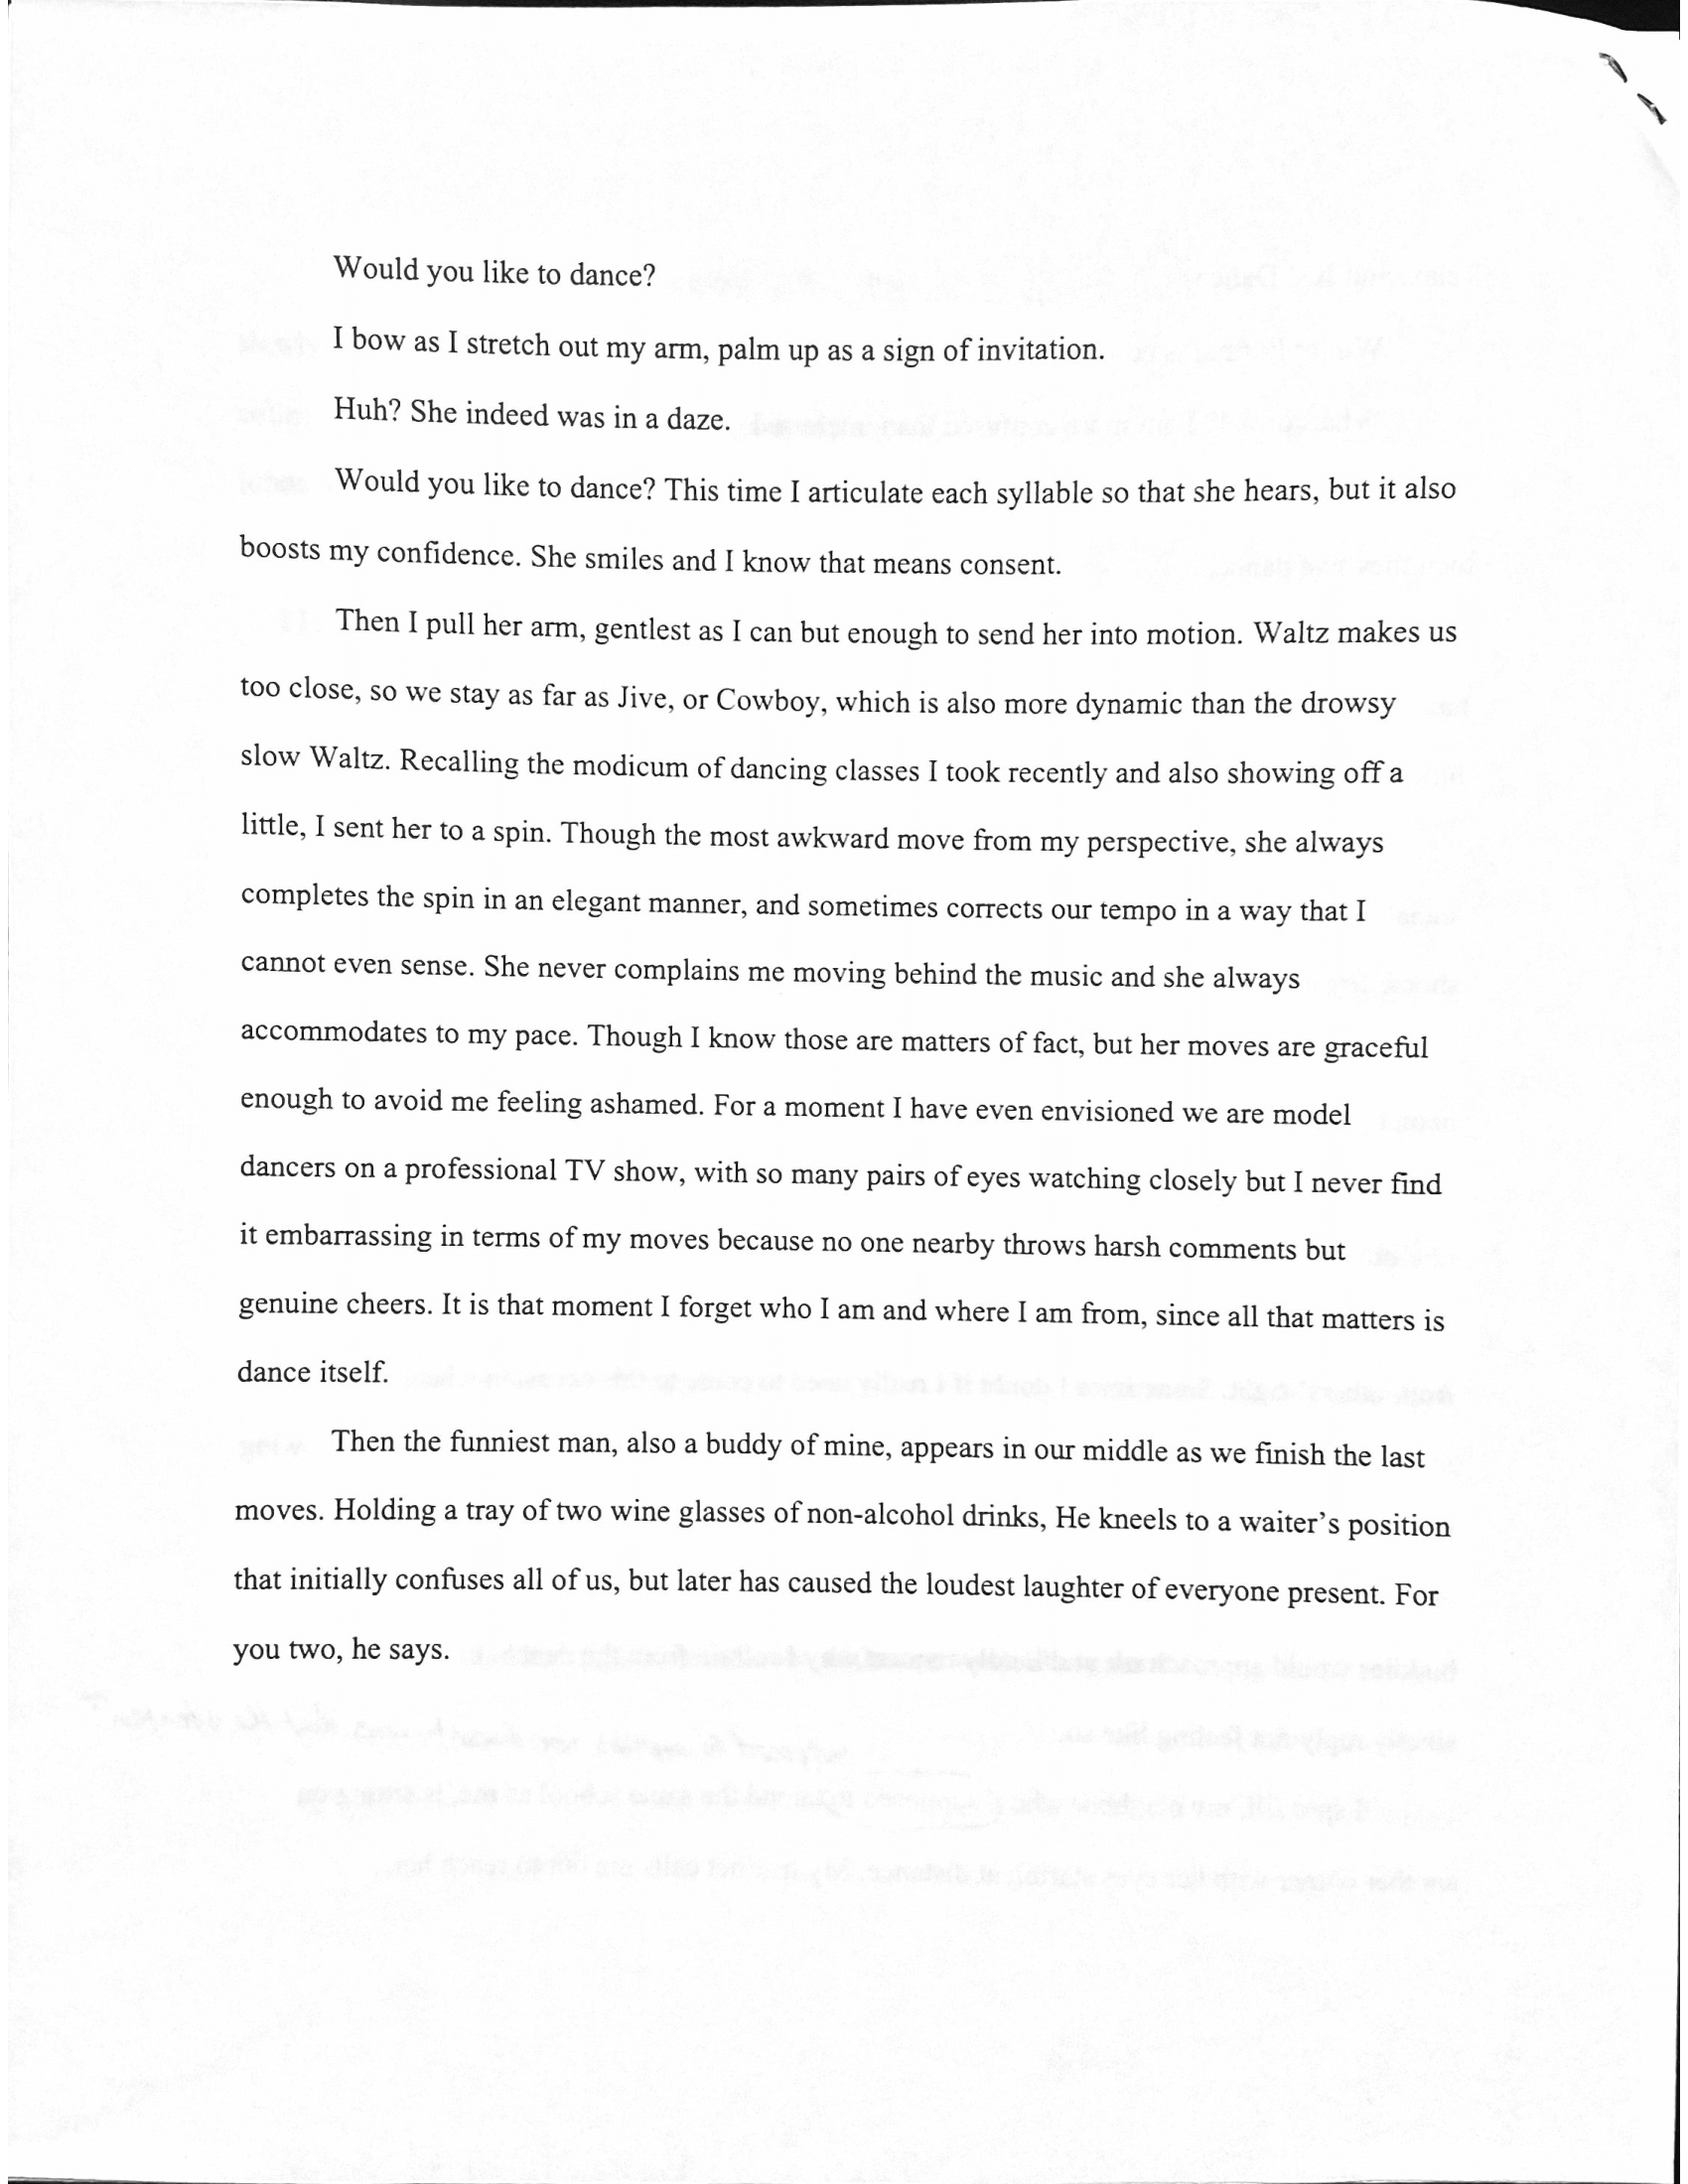 Would you like to dance?
I bow as I stretch out my arm, palm up as a sign of invitation.
Huh? She indeed was in a daze.
Would you like to dance? This time I articulate each syllable so that she hears, but it also
boosts my confidence. She smiles and I know that means consent.
Then I pull her arm, gentlest as I can but enough to send her into motion. Waltz makes us
too close, so we stay as far as Jive, or Cowboy, which is also more dynamic than the drowsy
slow Waltz. Recalling the modicum of dancing classes I took recently and also showing off a
little, I sent her to a spin. Though the most awkward move from my perspective, she always
completes the spin in an elegant manner, and sometimes corrects our tempo in a way that I
cannot even sense. She never complains me moving behind the music and she always
accommodates to my pace. Though I know those are matters of fact, but her moves are graceful
enough to avoid me feeling ashamed. For a moment I have even envisioned we are model
dancers on a professional TV show, with so many pairs of eyes watching closely but I never find
it embarrassing in terms of my moves because no one nearby throws harsh comments but
genuine cheers. It is that moment I forget who I am and where I am from, since all that matters is
dance itself.
Then the funniest man, also a buddy of mine, appears in our middle as we finish the last
moves. Holding a tray of two wine glasses of non-alcohol drinks, He kneels to a waiter’s position
that initially confuses all of us, but later has caused the loudest laughter of everyone present. For
you two, he says.